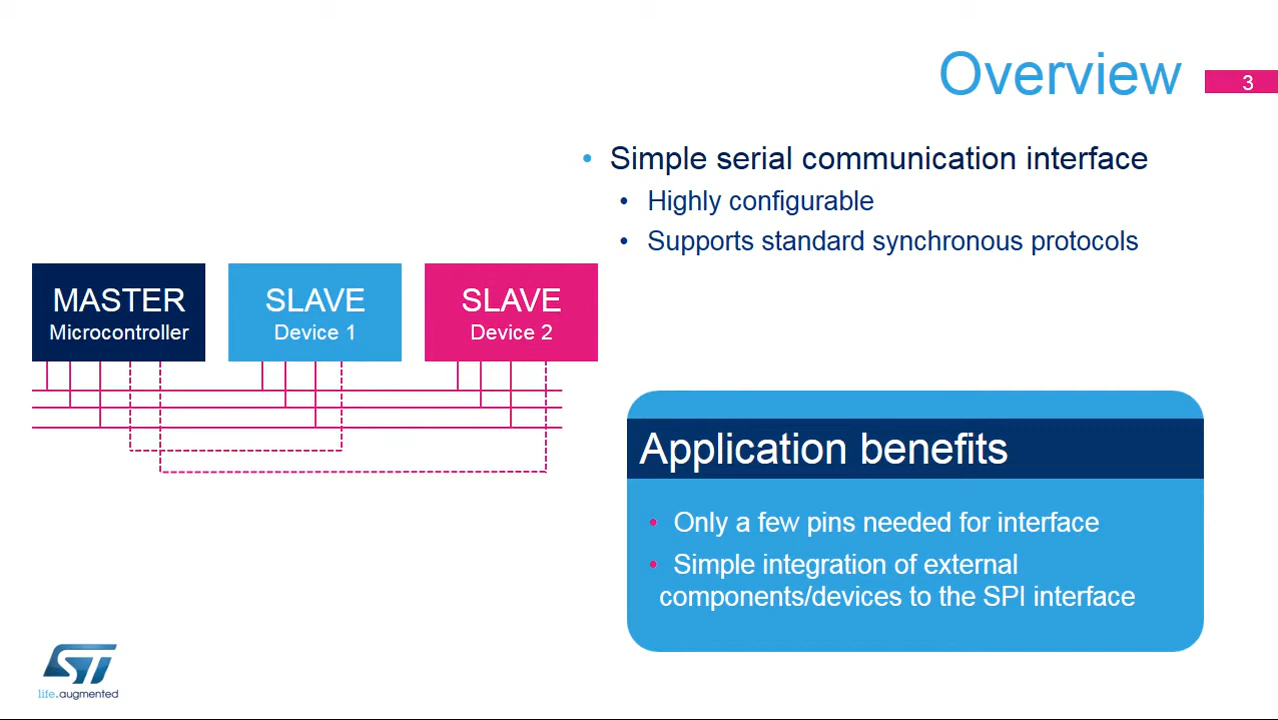 Overview
3
• Simple serial communication interface
• Highly configurable
• Supports standard synchronous protocols
MASTER
Microcontroller
SLAVE
Device 1
SLAVE
Device 2
Application benefits
• Only a few pins needed for interface
• Simple integration of external
components/devices to the SPI interface
ST
life.augmented